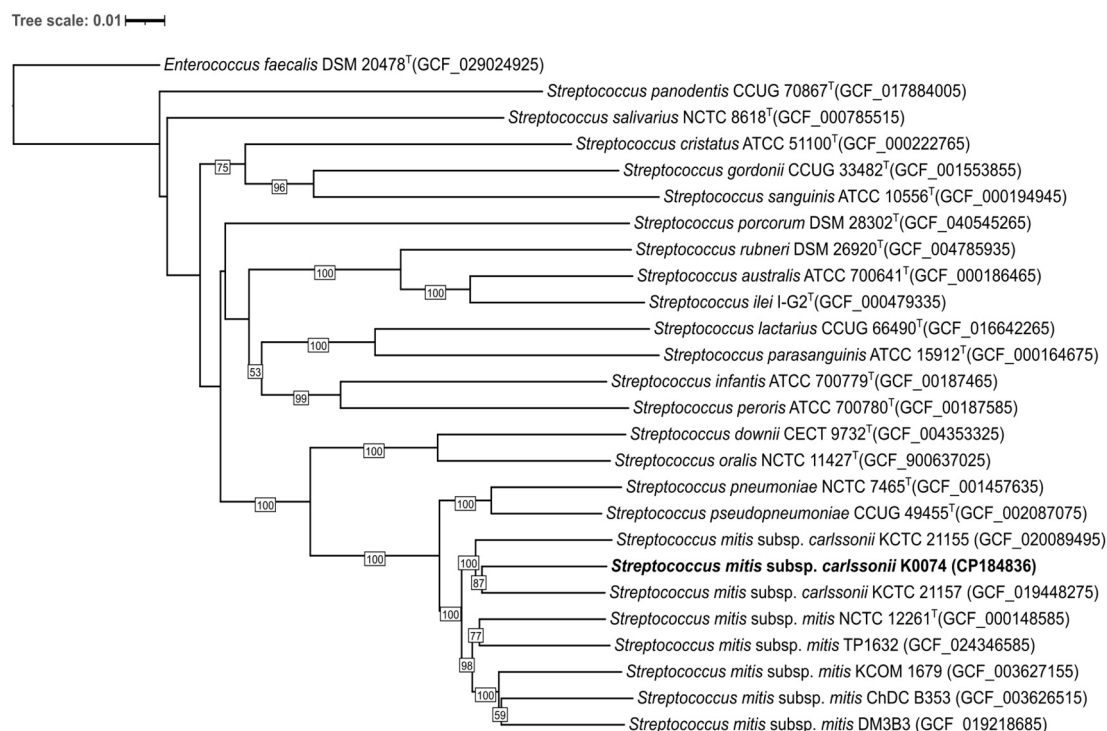 Tree scale: 0.01
Enterococcus faecalis DSM 20478T(GCF_029024925)
Streptococcus panodentis CCUG 70867T(GCF_017884005)
Streptococcus salivarius NCTC 8618T(GCF_000785515)
Streptococcus cristatus ATCC 51100T(GCF_000222765)
75
Streptococcus gordonii CCUG 33482T(GCF_001553855)
96
Streptococcus sanguinis ATCC 10556T(GCF_000194945)
Streptococcus porcorum DSM 28302T(GCF_040545265)
Streptococcus rubneri DSM 26920T(GCF_004785935)
100
Streptococcus australis ATCC 700641T(GCF_000186465)
100
Streptococcus ilei I-G2T(GCF_000479335)
Streptococcus lactarius CCUG 66490T(GCF_016642265)
100
Streptococcus parasanguinis ATCC 15912T(GCF_000164675)
53
Streptococcus infantis ATCC 700779T(GCF_00187465)
99
Streptococcus peroris ATCC 700780T(GCF_00187585)
Streptococcus downii CECT 9732T(GCF_004353325)
100
Streptococcus oralis NCTC 11427T(GCF_900637025)
Streptococcus pneumoniae NCTC 7465T(GCF_001457635)
100
100
Streptococcus pseudopneumoniae CCUG 49455T(GCF_002087075)
Streptococcus mitis subsp. carlssonii KCTC 21155 (GCF_020089495)
100
100
Streptococcus mitis subsp. carlssonii K0074 (CP184836)
87
Streptococcus mitis subsp. carlssonii KCTC 21157 (GCF_019448275)
100
Streptococcus mitis subsp. mitis NCTC 12261T(GCF_000148585)
77
Streptococcus mitis subsp. mitis TP1632 (GCF_024346585)
98
Streptococcus mitis subsp. mitis KCOM 1679 (GCF_003627155)
100
Streptococcus mitis subsp. mitis ChDC B353 (GCF_003626515)
59
Streptococcus mitis subsp. mitis DM3B3 (GCF_019218685)